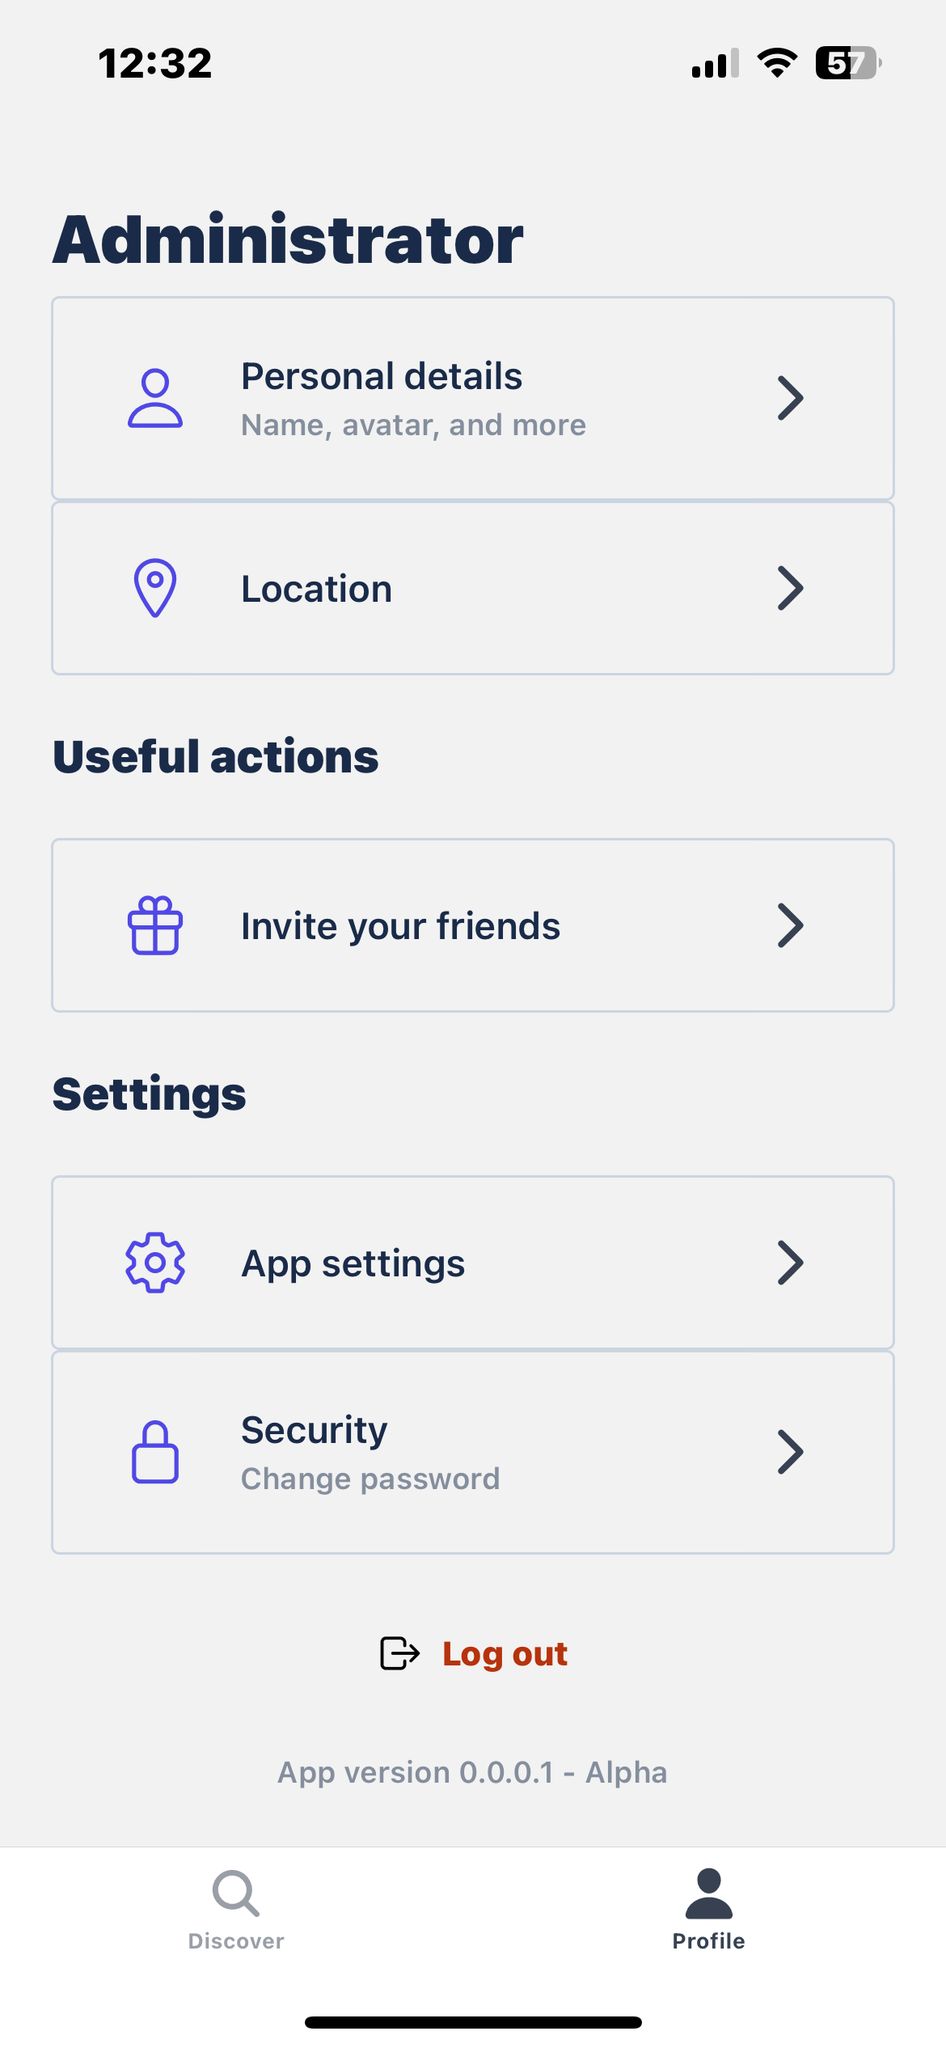 12:32
57
Administrator
Personal details
Name, avatar, and more
Location
Useful actions
Invite your friends
Settings
App settings
Security
Change password
Log out
App version 0.0.0.1 - Alpha
Discover
Profile